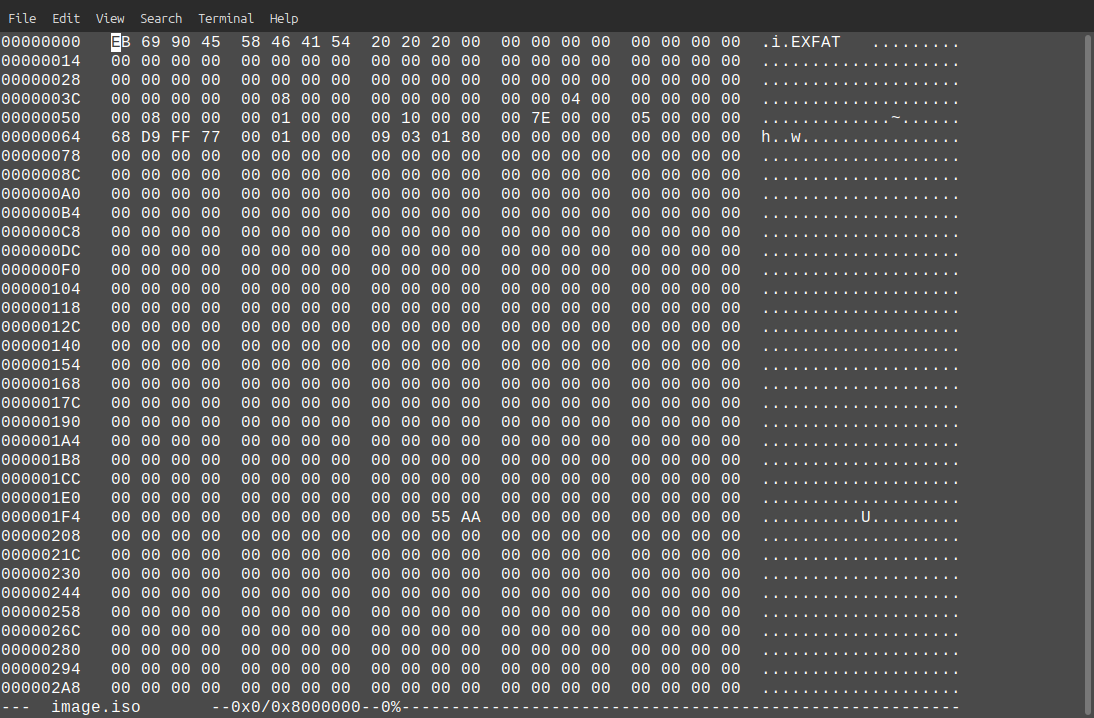 File Edit View Search Terminal Help
00000000 EB 69 90 45 58 46 41 54 20 20 20 00 00 00 00 00 00 00 00 00 .i.EXFAT .........
00000014 00 00 00 00 00 00 00 00 00 00 00 00 00 00 00 00 00 00 00 00 ....................
00000028 00 00 00 00 00 00 00 00 00 00 00 00 00 00 00 00 00 00 00 00 ....................
0000003C 00 00 00 00 00 08 00 00 00 00 00 00 00 00 04 00 00 00 00 00 ....................
00000050 00 08 00 00 00 01 00 00 00 10 00 00 00 7E 00 00 05 00 00 00 .............~......
00000064 68 D9 FF 77 00 01 00 00 09 03 01 80 00 00 00 00 00 00 00 00 h..w................
00000078 00 00 00 00 00 00 00 00 00 00 00 00 00 00 00 00 00 00 00 00 ....................
0000008C 00 00 00 00 00 00 00 00 00 00 00 00 00 00 00 00 00 00 00 00 ....................
000000A0 00 00 00 00 00 00 00 00 00 00 00 00 00 00 00 00 00 00 00 00 ....................
000000B4 00 00 00 00 00 00 00 00 00 00 00 00 00 00 00 00 00 00 00 00 ....................
000000C8 00 00 00 00 00 00 00 00 00 00 00 00 00 00 00 00 00 00 00 00 ....................
000000DC 00 00 00 00 00 00 00 00 00 00 00 00 00 00 00 00 00 00 00 00 ....................
000000F0 00 00 00 00 00 00 00 00 00 00 00 00 00 00 00 00 00 00 00 00 ....................
00000104 00 00 00 00 00 00 00 00 00 00 00 00 00 00 00 00 00 00 00 00 ....................
00000118 00 00 00 00 00 00 00 00 00 00 00 00 00 00 00 00 00 00 00 00 ....................
0000012C 00 00 00 00 00 00 00 00 00 00 00 00 00 00 00 00 00 00 00 00 ....................
00000140 00 00 00 00 00 00 00 00 00 00 00 00 00 00 00 00 00 00 00 00 ....................
00000154 00 00 00 00 00 00 00 00 00 00 00 00 00 00 00 00 00 00 00 00 ....................
00000168 00 00 00 00 00 00 00 00 00 00 00 00 00 00 00 00 00 00 00 00 ....................
0000017C 00 00 00 00 00 00 00 00 00 00 00 00 00 00 00 00 00 00 00 00 ....................
00000190 00 00 00 00 00 00 00 00 00 00 00 00 00 00 00 00 00 00 00 00 ....................
000001A4 00 00 00 00 00 00 00 00 00 00 00 00 00 00 00 00 00 00 00 00 ....................
000001B8 00 00 00 00 00 00 00 00 00 00 00 00 00 00 00 00 00 00 00 00 ....................
000001CC 00 00 00 00 00 00 00 00 00 00 00 00 00 00 00 00 00 00 00 00 ....................
000001E0 00 00 00 00 00 00 00 00 00 00 00 00 00 00 00 00 00 00 00 00 ....................
000001F4 00 00 00 00 00 00 00 00 00 00 55 AA 00 00 00 00 00 00 00 00 ..........U.........
00000208 00 00 00 00 00 00 00 00 00 00 00 00 00 00 00 00 00 00 00 00 ....................
0000021C 00 00 00 00 00 00 00 00 00 00 00 00 00 00 00 00 00 00 00 00 ....................
00000230 00 00 00 00 00 00 00 00 00 00 00 00 00 00 00 00 00 00 00 00 ....................
00000244 00 00 00 00 00 00 00 00 00 00 00 00 00 00 00 00 00 00 00 00 ....................
00000258 00 00 00 00 00 00 00 00 00 00 00 00 00 00 00 00 00 00 00 00 ....................
0000026C 00 00 00 00 00 00 00 00 00 00 00 00 00 00 00 00 00 00 00 00 ....................
00000280 00 00 00 00 00 00 00 00 00 00 00 00 00 00 00 00 00 00 00 00 ....................
00000294 00 00 00 00 00 00 00 00 00 00 00 00 00 00 00 00 00 00 00 00 ....................
000002A8 00 00 00 00 00 00 00 00 00 00 00 00 00 00 00 00 00 00 00 00 ....................
--- image.iso --0x0/0x8000000--0%--------------------------------------------------------